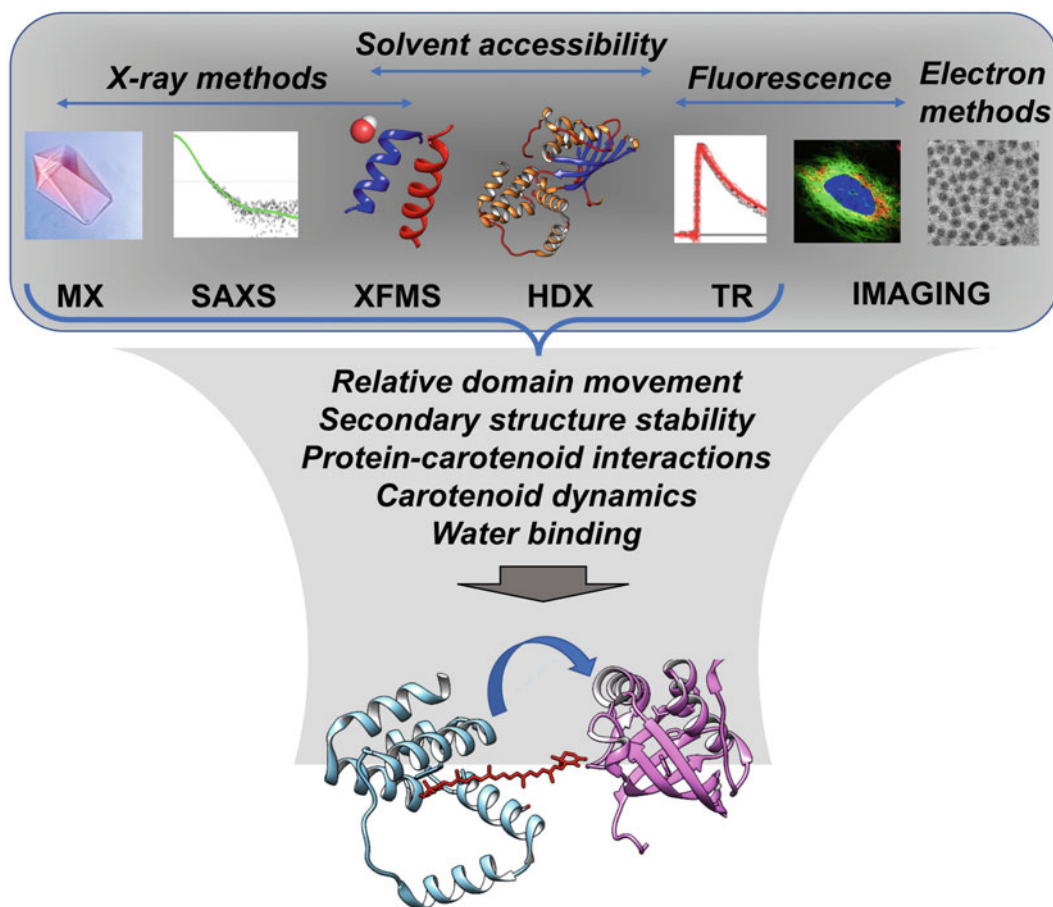 Solvent accessibility
X-ray methods
Fluorescence
Electron
methods
MX
SAXS
XFMS
HDX
TR
IMAGING
Relative domain movement
Secondary structure stability
Protein-carotenoid interactions
Carotenoid dynamics
Water binding